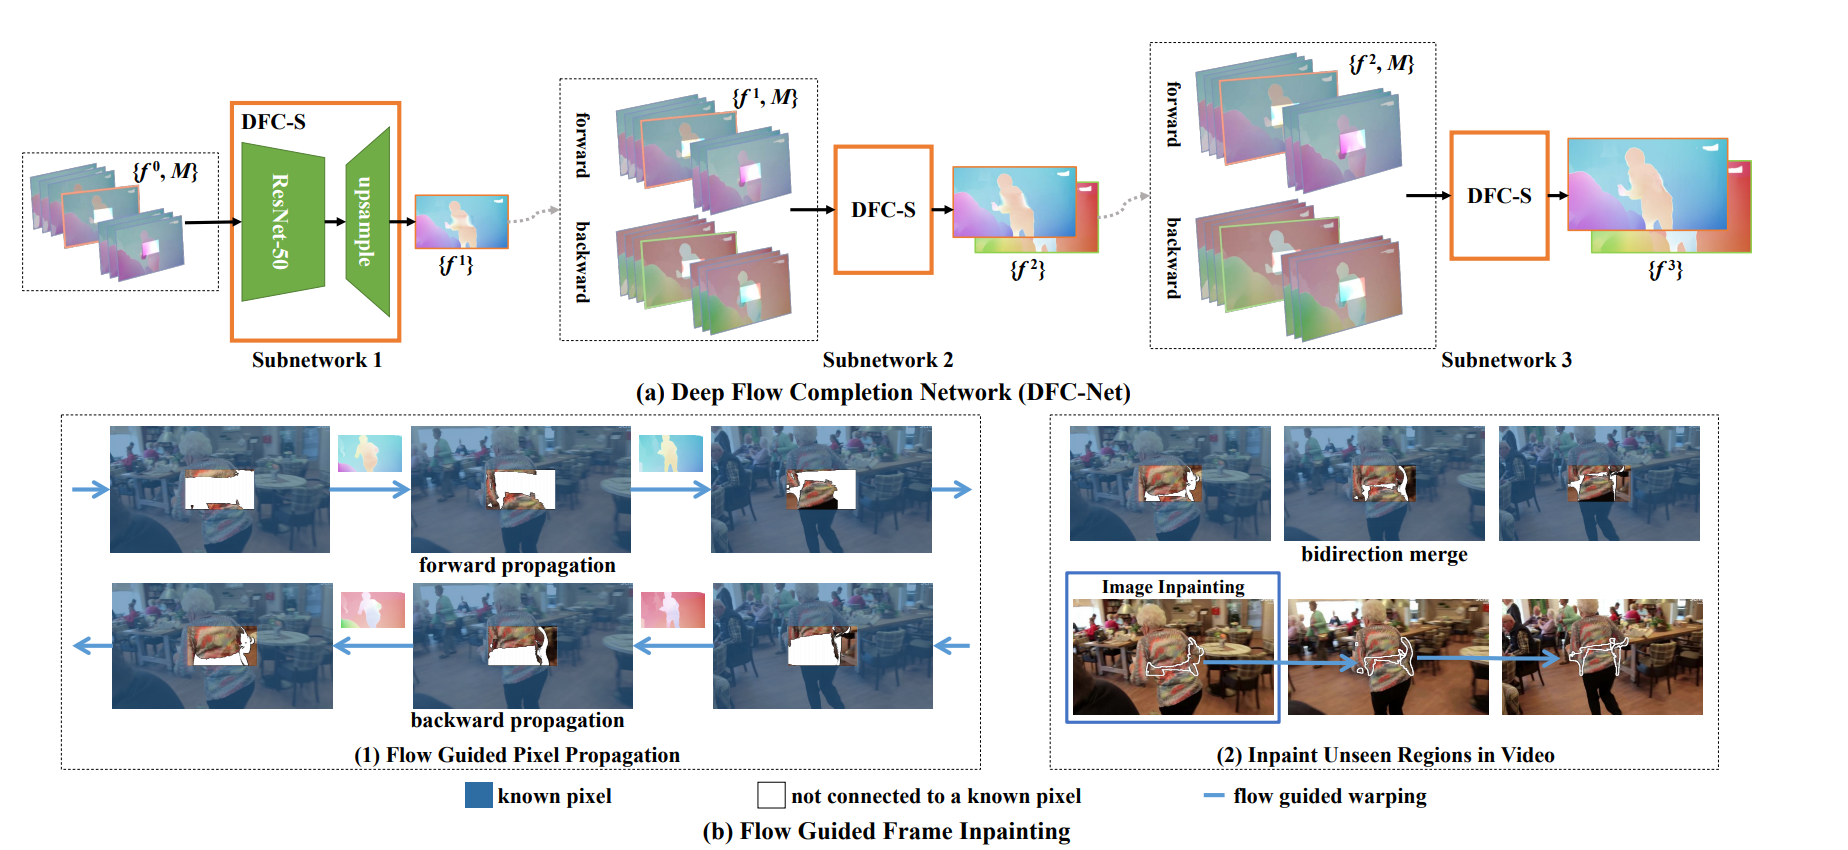 {f⁰, M}
DFC-S
ResNet-50
upsample
{f¹}
Subnetwork 1
{f¹, M}
forward
backward
DFC-S
{f²}
Subnetwork 2
{f², M}
forward
backward
DFC-S
{f³}
Subnetwork 3
(a) Deep Flow Completion Network (DFC-Net)
forward propagation
backward propagation
(1) Flow Guided Pixel Propagation
bidirection merge
Image Inpainting
(2) Inpaint Unseen Regions in Video
known pixel
not connected to a known pixel
flow guided warping
(b) Flow Guided Frame Inpainting